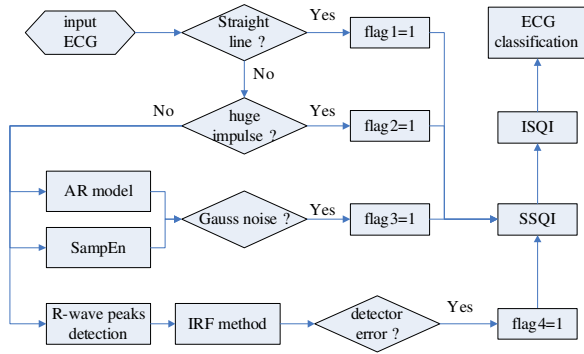 input
ECG
Straight
line ?
Yes
flag1=1
ECG
classification
No
No
huge
impulse ?
Yes
flag2=1
ISQI
AR model
SampEn
Gauss noise ?
Yes
flag3=1
SSQI
R-wave peaks
detection
IRF method
detector
error ?
Yes
flag4=1